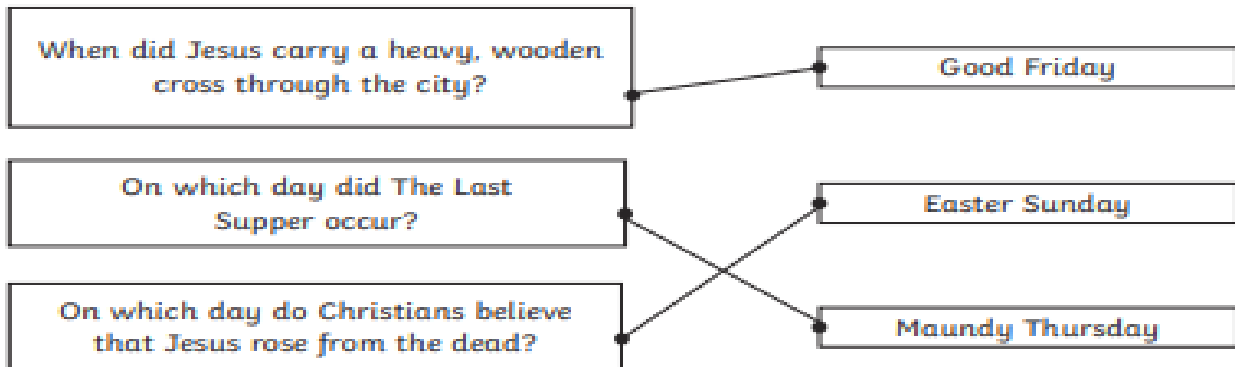 When did Jesus carry a heavy, wooden
cross through the city?
Good Friday
On which day did The Last
Supper occur?
Easter Sunday
On which day do Christians believe
that Jesus rose from the dead?
Maundy Thursday